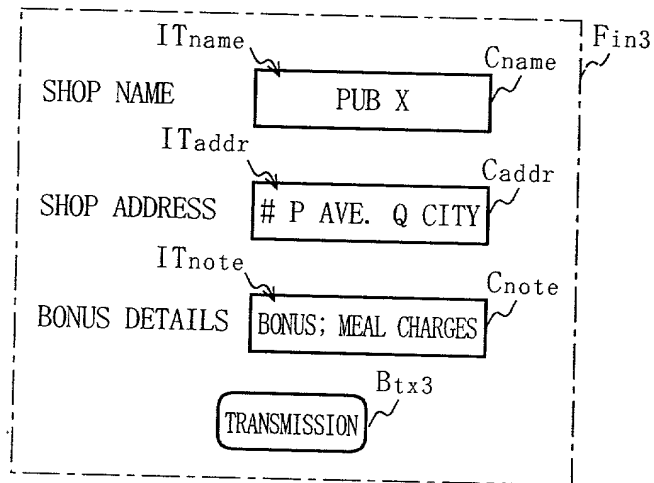 ITname
Cname
Fin3
SHOP NAME
PUB X
ITaddr
Caddr
SHOP ADDRESS
# P AVE. Q CITY
ITnote
Cnote
BONUS DETAILS
BONUS; MEAL CHARGES
Btx3
TRANSMISSION